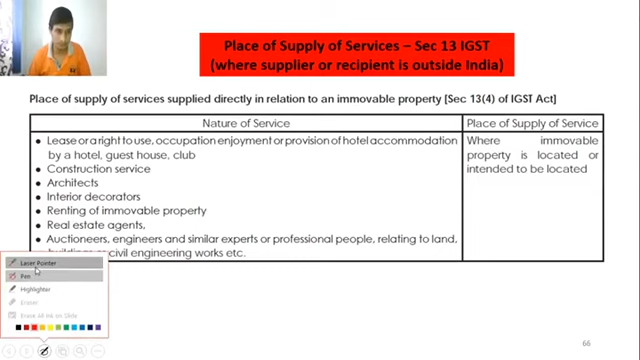 Place of Supply of Services – Sec 13 IGST
(where supplier or recipient is outside India)
Place of supply of services supplied directly in relation to an immovable property [Sec 13(4) of IGST Act]
Nature of Service
Place of Supply of Service
● Lease or a right to use, occupation enjoyment or provision of hotel accommodation
by a hotel, guest house, club
● Construction service
● Architects
● Interior decorators
● Renting of immovable property
● Real estate agents,
● Auctioneers, engineers and similar experts or professional people, relating to land,
civil engineering works etc.
Where immovable
property is located or
intended to be located
Laser Pointer
Pen
Highlighter
Eraser
Erase All Ink on Slide
66